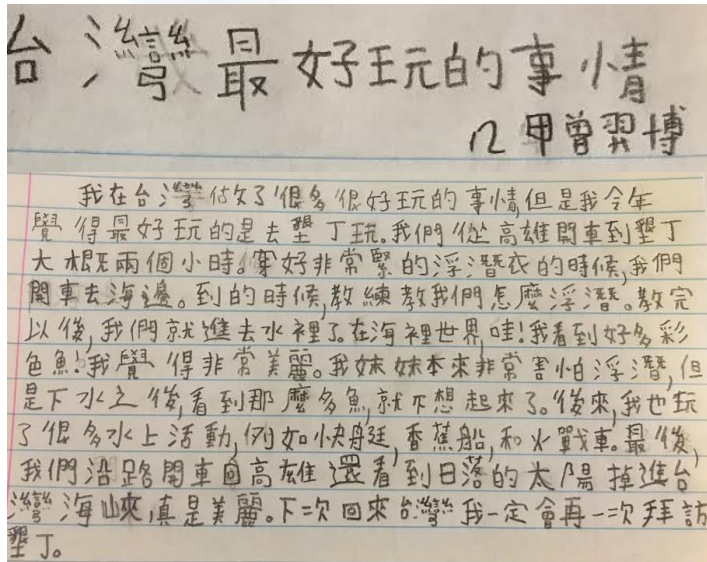 台灣最好玩的事情
12甲曾羿博
我在台灣做了很多很好玩的事情,但是我今年
覺得最好玩的是去墾丁玩。我們從高雄開車到墾丁
大概兩個小時。穿好非常緊的浮潛衣的時候,我們
開車去海邊。到的時候,教練教我們怎麼浮潛。教完
以後,我們就進去水裡了。在海裡世界,哇!我看到好多彩
色魚!我覺得非常美麗。我妹妹本來非常害怕浮潛,但
是下水之後,看到那麼多魚,就不想起來了。後來,我也玩
了很多水上活動,例如快艇,香蕉船,和火戰車。最後,
我們沿路開車回高雄還看到日落的太陽掉進台
灣海峽,真是美麗。下次回來台灣我一定會再一次拜訪
墾丁。